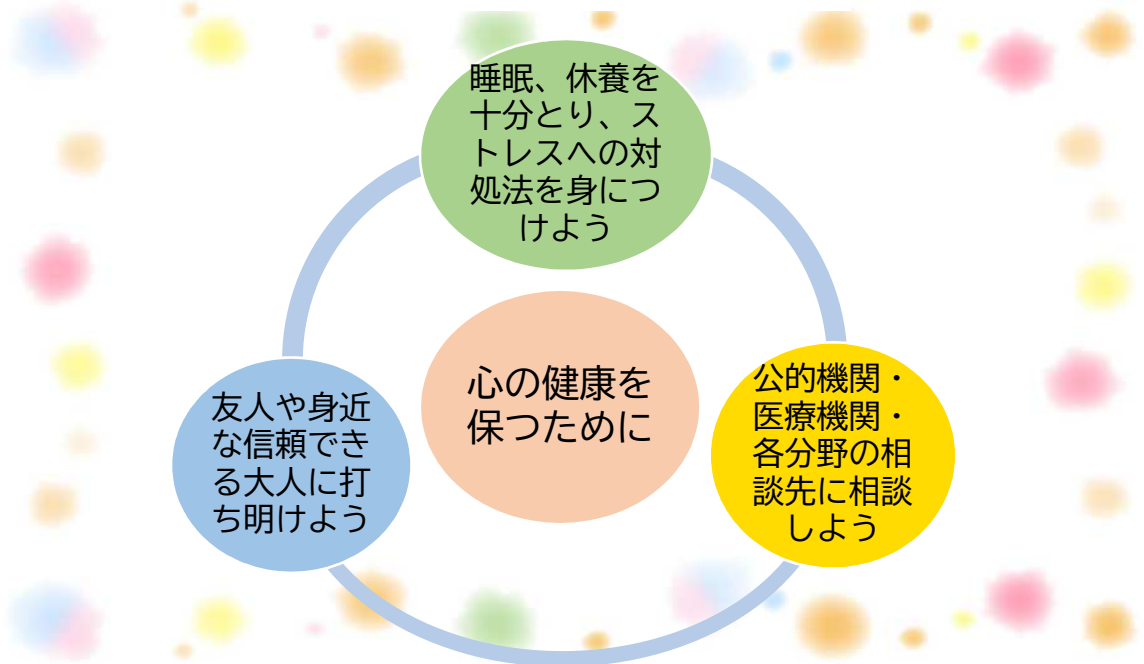 睡眠、休養を
十分とり、ス
トレスへの対
処法を身につ
けよう
心の健康を
保つために
友人や身近
な信頼でき
る大人に打
ち明けよう
公的機関・
医療機関・
各分野の相
談先に相談
しよう